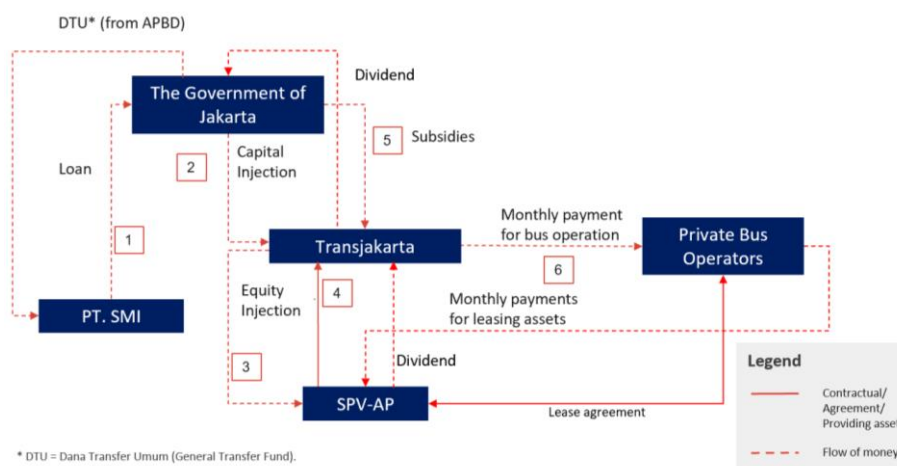 DTU* (from APBD)
The Government of
Jakarta
Dividend
5
Subsidies
2
Capital
Injection
Loan
1
Monthly payment
for bus operation
Transjakarta
6
Private Bus
Operators
PT. SMI
Equity
Injection
4
Monthly payments
for leasing assets
3
Dividend
SPV-AP
Lease agreement
Legend
Contractual/
Agreement/
Providing asset
Flow of money
* DTU = Dana Transfer Umum (General Transfer Fund).